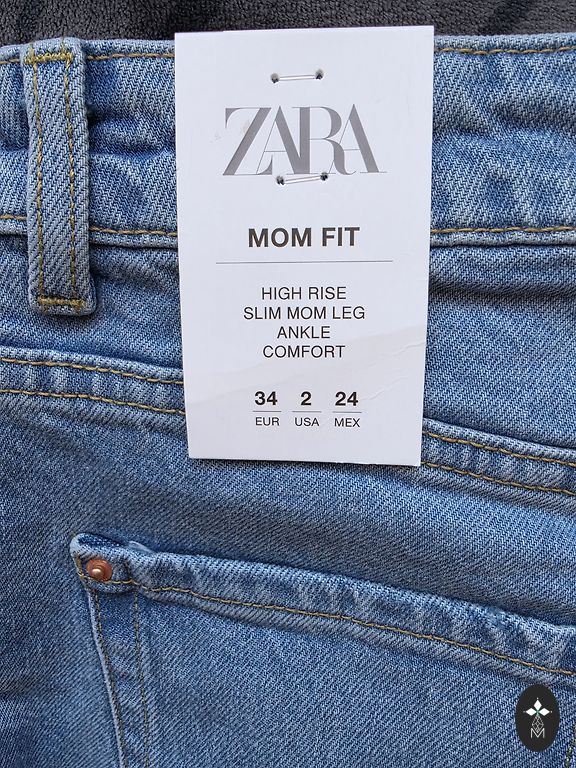 ZARA
MOM FIT
HIGH RISE
SLIM MOM LEG
ANKLE
COMFORT
34 2 24
EUR USA MEX
M